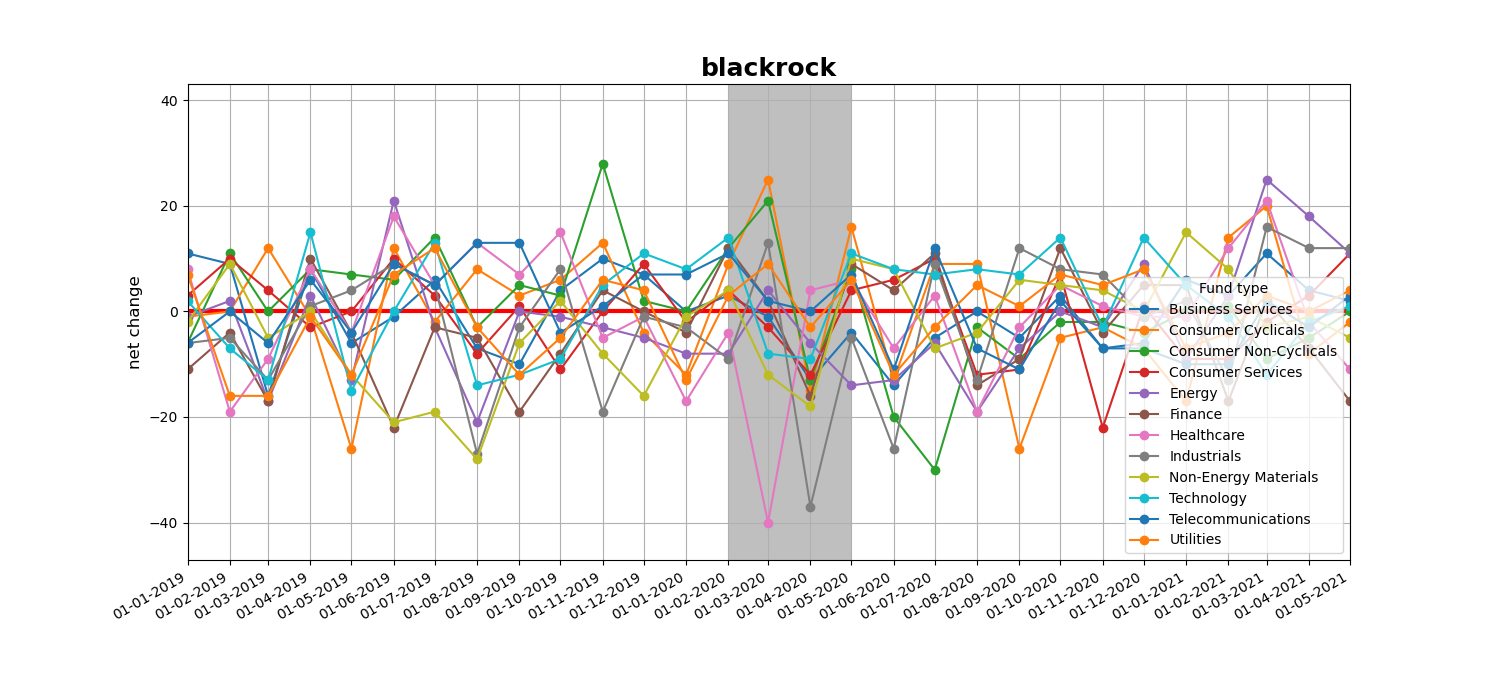 blackrock
net change
40
20
0
−20
−40
01-01-2019
01-02-2019
01-03-2019
01-04-2019
01-05-2019
01-06-2019
01-07-2019
01-08-2019
01-09-2019
01-10-2019
01-11-2019
01-12-2019
01-01-2020
01-02-2020
01-03-2020
01-04-2020
01-05-2020
01-06-2020
01-07-2020
01-08-2020
01-09-2020
01-10-2020
01-11-2020
01-12-2020
01-01-2021
01-02-2021
01-03-2021
01-04-2021
01-05-2021
Fund type
Business Services
Consumer Cyclicals
Consumer Non-Cyclicals
Consumer Services
Energy
Finance
Healthcare
Industrials
Non-Energy Materials
Technology
Telecommunications
Utilities